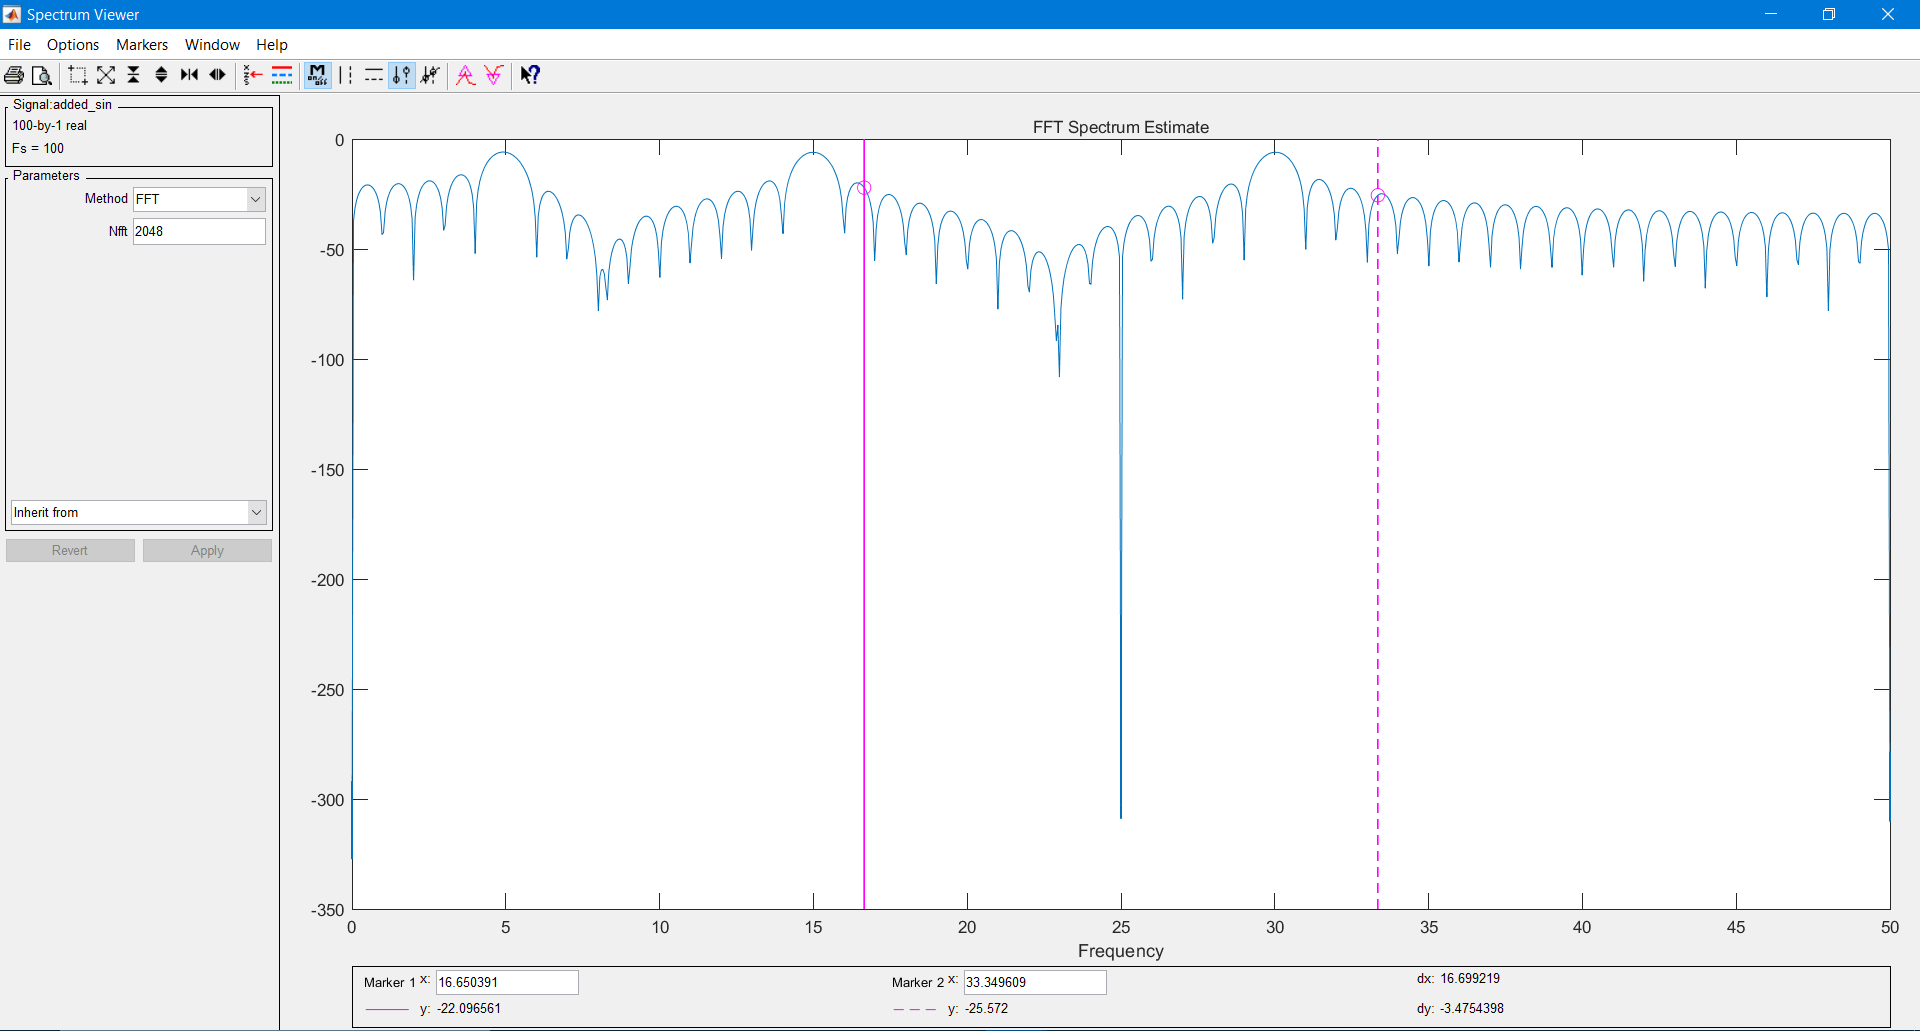 Spectrum Viewer
File Options Markers Window Help
Signal:added_sin
100-by-1 real
Fs = 100
Parameters
Method FFT
Nfft 2048
Inherit from
Revert Apply
FFT Spectrum Estimate
0
-50
-100
-150
-200
-250
-300
-350
0 5 10 15 20 25 30 35 40 45 50
Frequency
Marker 1 x: 16.650391 Marker 2 x: 33.349609 dx: 16.699219
y: -22.096561 y: -25.572 dy: -3.4754398